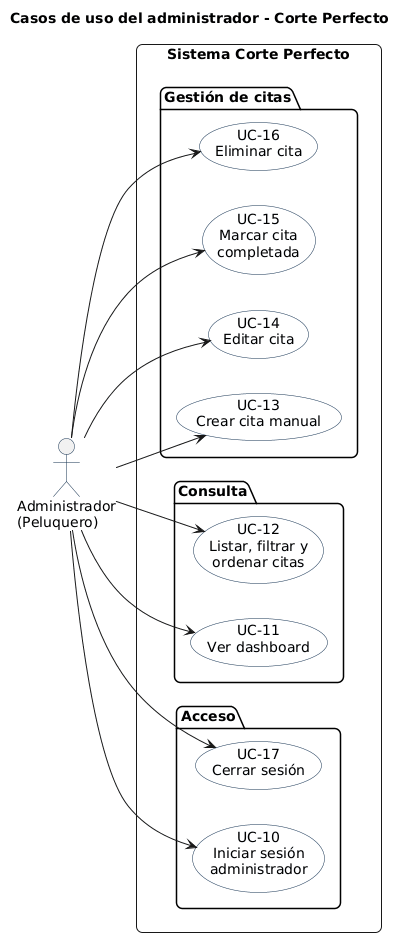 Casos de uso del administrador - Corte Perfecto
Sistema Corte Perfecto
Gestión de citas
UC-16
Eliminar cita
UC-15
Marcar cita
completada
UC-14
Editar cita
UC-13
Crear cita manual
Administrador
(Peluquero)
Consulta
UC-12
Listar, filtrar y
ordenar citas
UC-11
Ver dashboard
Acceso
UC-17
Cerrar sesión
UC-10
Iniciar sesión
administrador